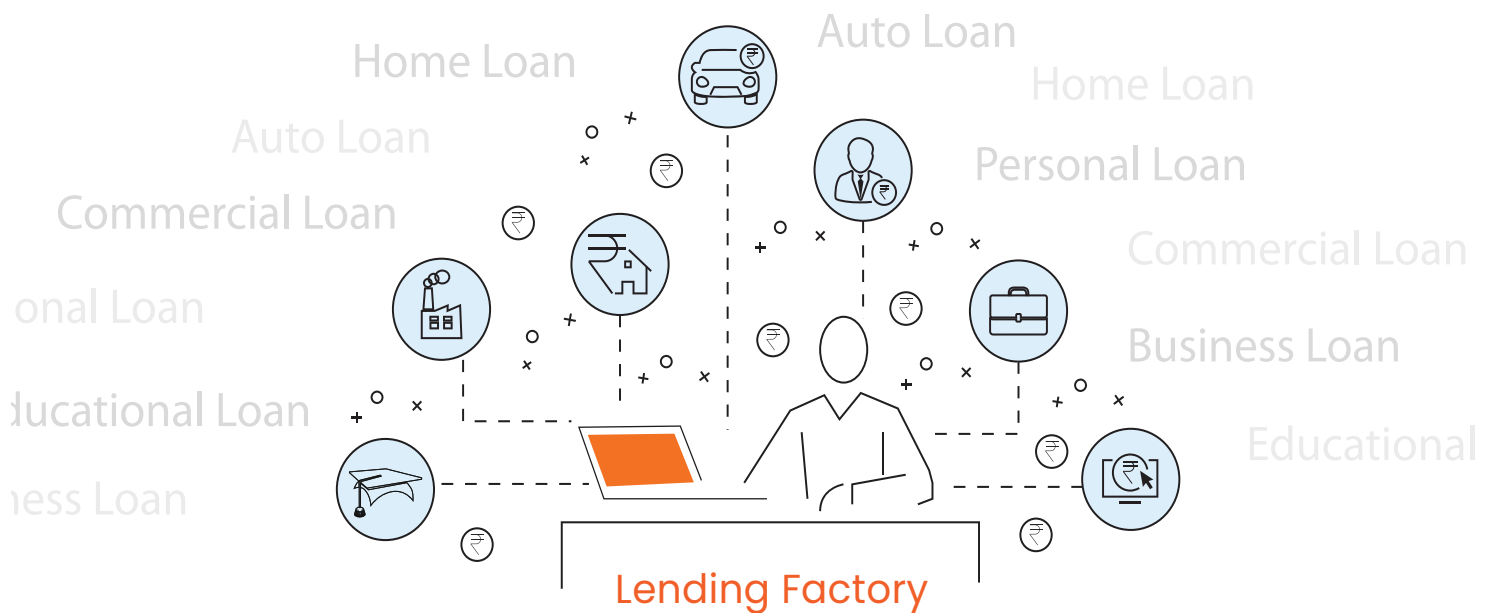 Auto Loan
Home Loan
Home Loan
Auto Loan
Personal Loan
Commercial Loan
Commercial Loan
onal Loan
Business Loan
ducational Loan
Educational
ness Loan
Lending Factory